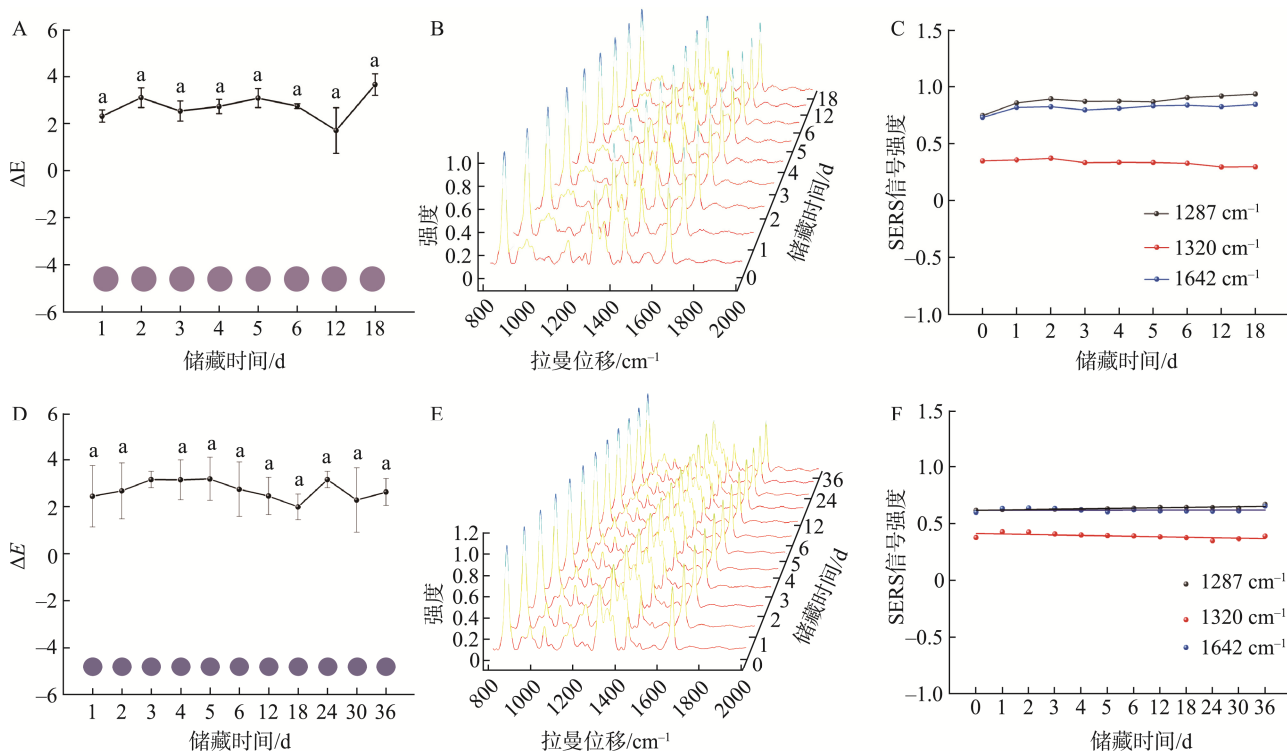 A
6
4
2
0
–2
–4
–6
ΔE
a a a a a a a a
1 2 3 4 5 6 12 18
储藏时间/d
B
1.0
0.8
0.6
0.4
0.2
0
强度
800 1000 1200 1400 1600 1800 2000
拉曼位移/cm⁻¹
0 1 2 3 4 5 6 12 18
储藏时间/d
C
1.5
1.0
0.5
0
–0.5
–1.0
SERS信号强度
1287 cm⁻¹
1320 cm⁻¹
1642 cm⁻¹
0 1 2 3 4 5 6 12 18
储藏时间/d
D
6
4
2
0
–2
–4
–6
ΔE
a a a a a a a a a a a
1 2 3 4 5 6 12 18 24 30 36
储藏时间/d
E
1.2
1.0
0.8
0.6
0.4
0.2
0
强度
800 1000 1200 1400 1600 1800 2000
拉曼位移/cm⁻¹
0 1 2 3 4 5 6 12 24 36
储藏时间/d
F
1.5
1.0
0.5
0
–0.5
–1.0
SERS信号强度
1287 cm⁻¹
1320 cm⁻¹
1642 cm⁻¹
0 1 2 3 4 5 6 12 18 24 30 36
储藏时间/d